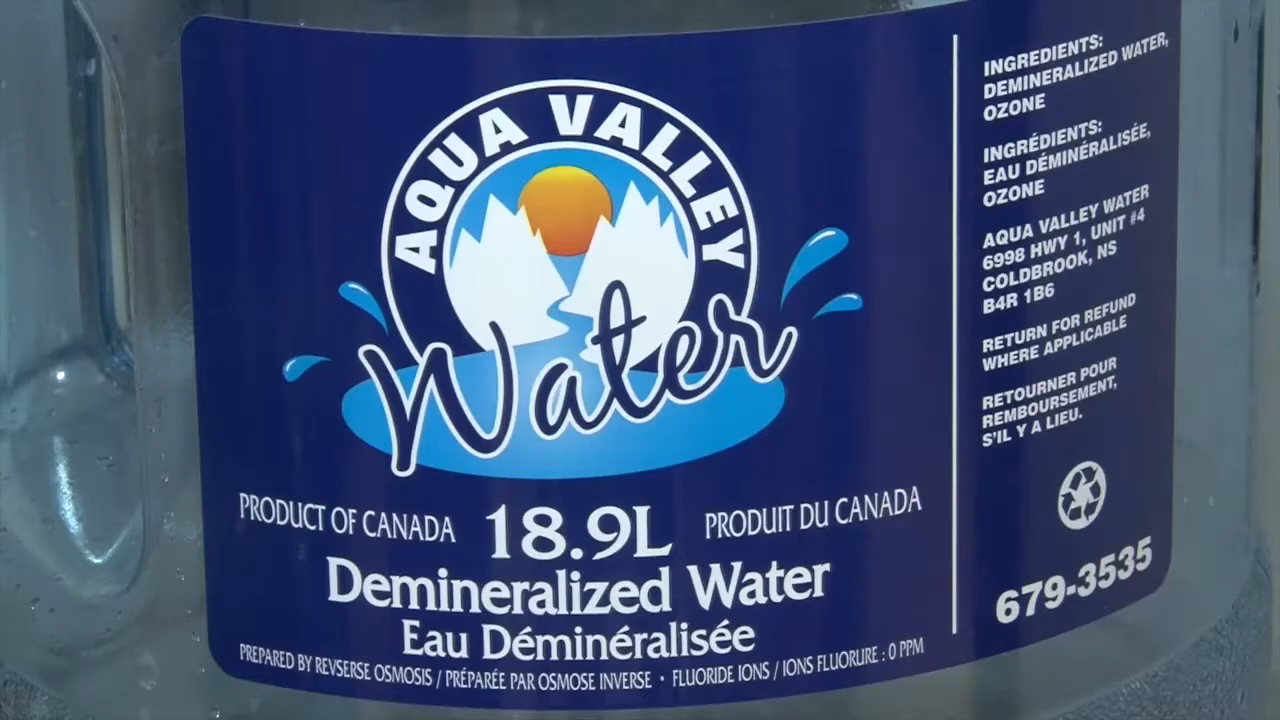 AQUA VALLEY
Water
PRODUCT OF CANADA 18.9L PRODUIT DU CANADA
Demineralized Water
Eau Déminéralisée
PREPARED BY REVSERSE OSMOSIS / PRÉPARÉE PAR OSMOSE INVERSE • FLUORIDE IONS / IONS FLUORURE : 0 PPM
INGREDIENTS:
DEMINERALIZED WATER,
OZONE
INGRÉDIENTS:
EAU DÉMINÉRALISÉE,
OZONE
AQUA VALLEY WATER
6998 HWY 1, UNIT #4
COLDBROOK, NS
B4R 1B6
RETURN FOR REFUND
WHERE APPLICABLE
RETOURNER POUR
REMBOURSEMENT,
S'IL Y A LIEU.
679-3535